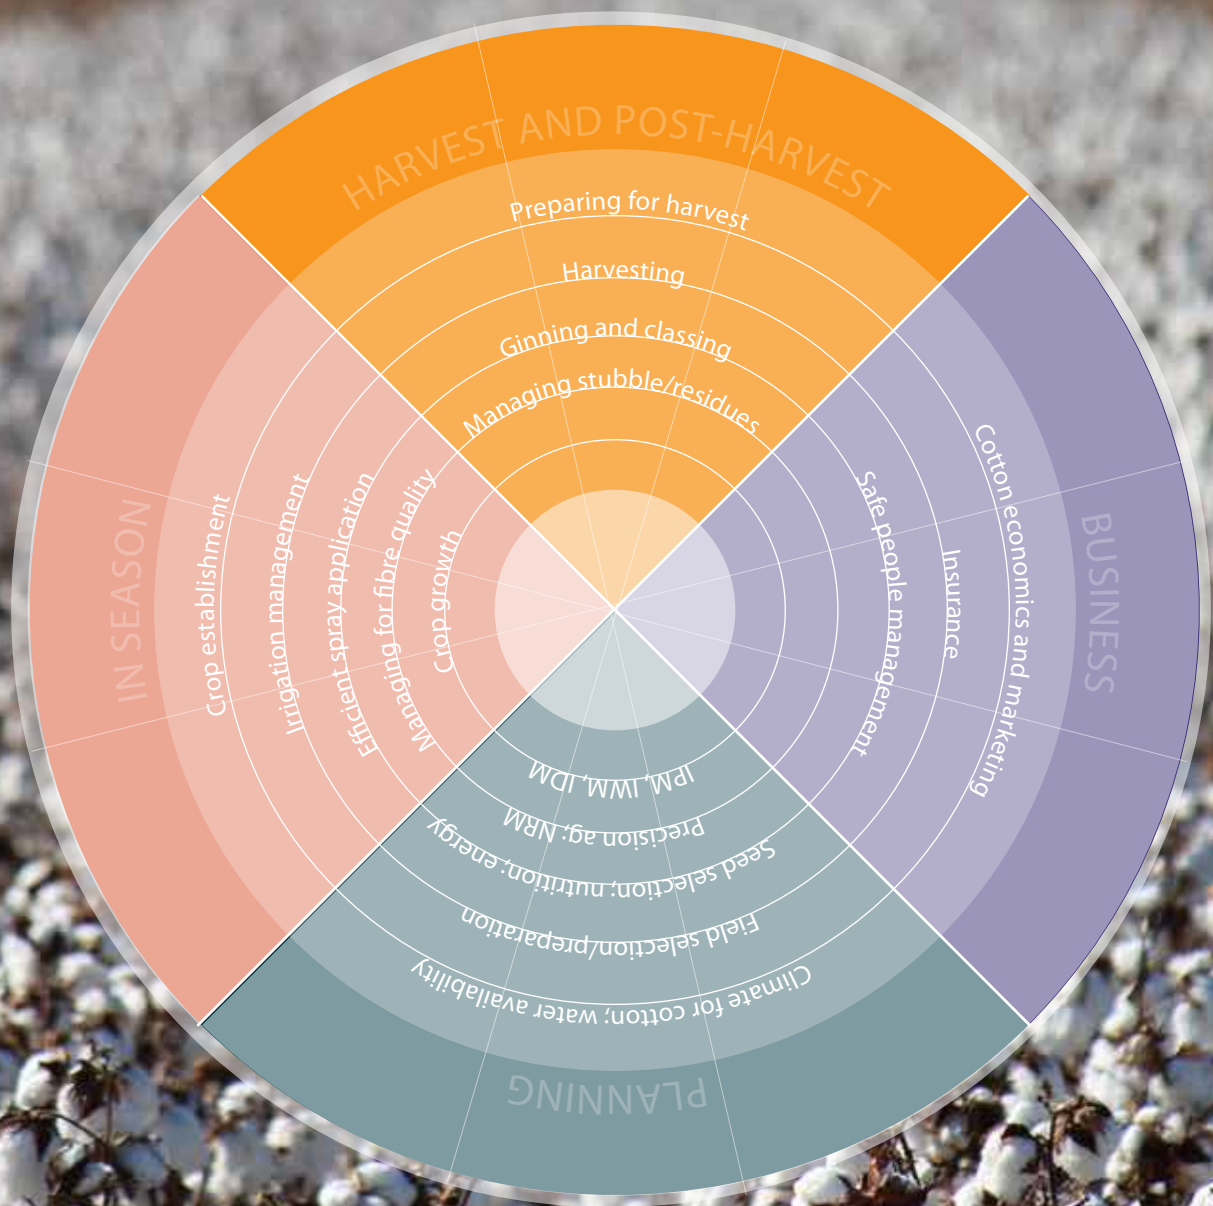 HARVEST AND POST-HARVEST
Preparing for harvest
Harvesting
Ginning and classing
Managing stubble/residues
BUSINESS
Cotton economics and marketing
Insurance
Safe people management
PLANNING
Climate for cotton; water availability
Field selection/preparation
Seed selection; nutrition; energy
Precision ag; NRM
IPM, IWM, IDM
IN SEASON
Crop establishment
Irrigation management
Efficient spray application
Managing for fibre quality
Crop growth